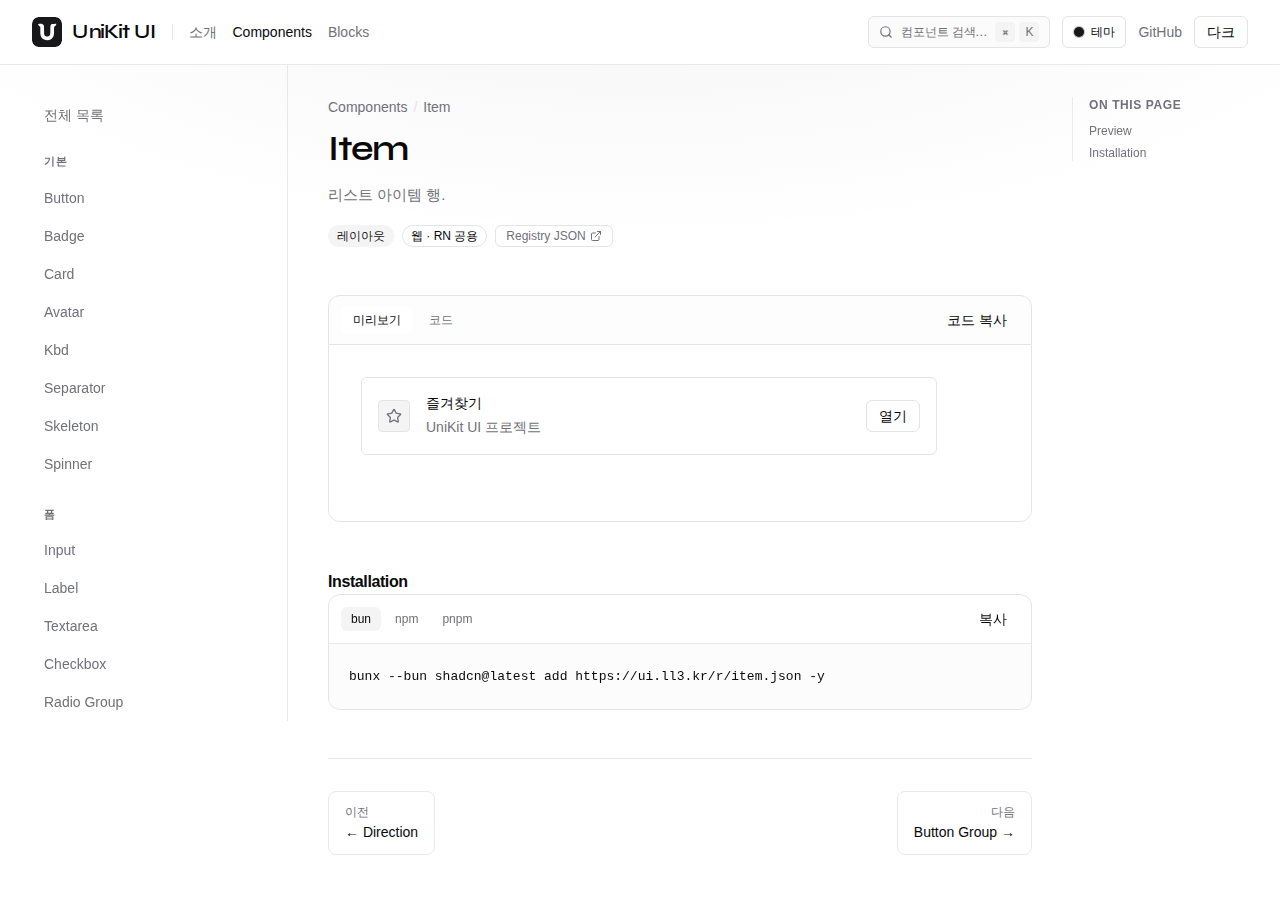 UniKit UI
소개
Components
Blocks
컴포넌트 검색…
⌘
K
테마
GitHub
다크
전체 목록
기본
Button
Badge
Card
Avatar
Kbd
Separator
Skeleton
Spinner
폼
Input
Label
Textarea
Checkbox
Radio Group
Components / Item
Item
리스트 아이템 행.
레이아웃
웹 · RN 공용
Registry JSON
미리보기
코드
코드 복사
즐겨찾기
UniKit UI 프로젝트
열기
Installation
bun
npm
pnpm
복사
bunx --bun shadcn@latest add https://ui.ll3.kr/r/item.json -y
이전
← Direction
다음
Button Group →
ON THIS PAGE
Preview
Installation